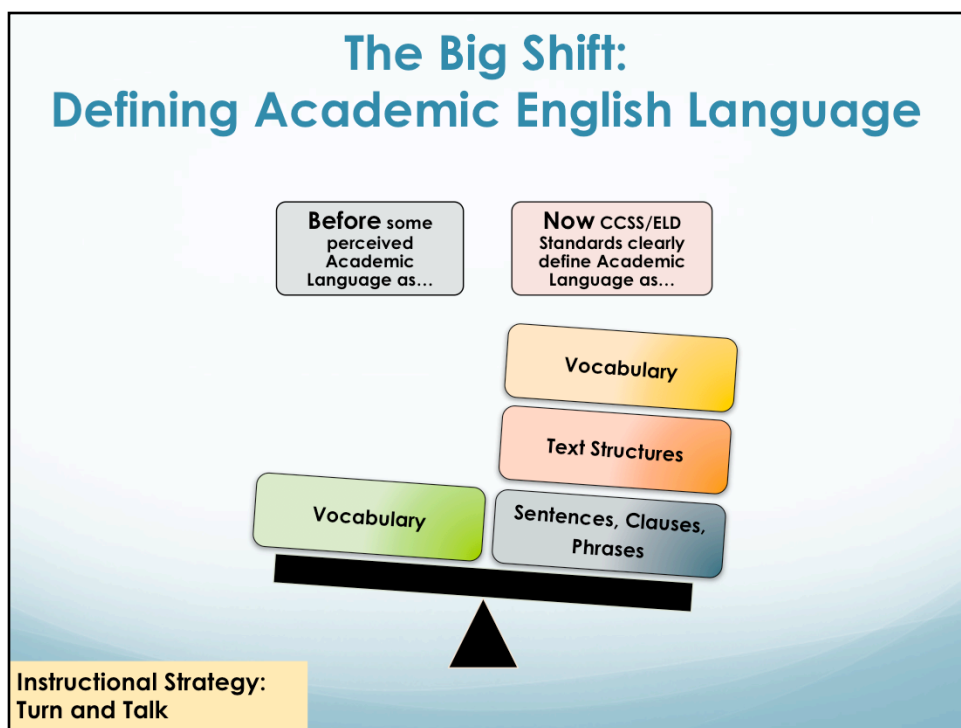 The Big Shift:
Defining Academic English Language
Before some
perceived
Academic
Language as…
Now CCSS/ELD
Standards clearly
define Academic
Language as…
Vocabulary
Text Structures
Vocabulary
Sentences, Clauses,
Phrases
Instructional Strategy:
Turn and Talk